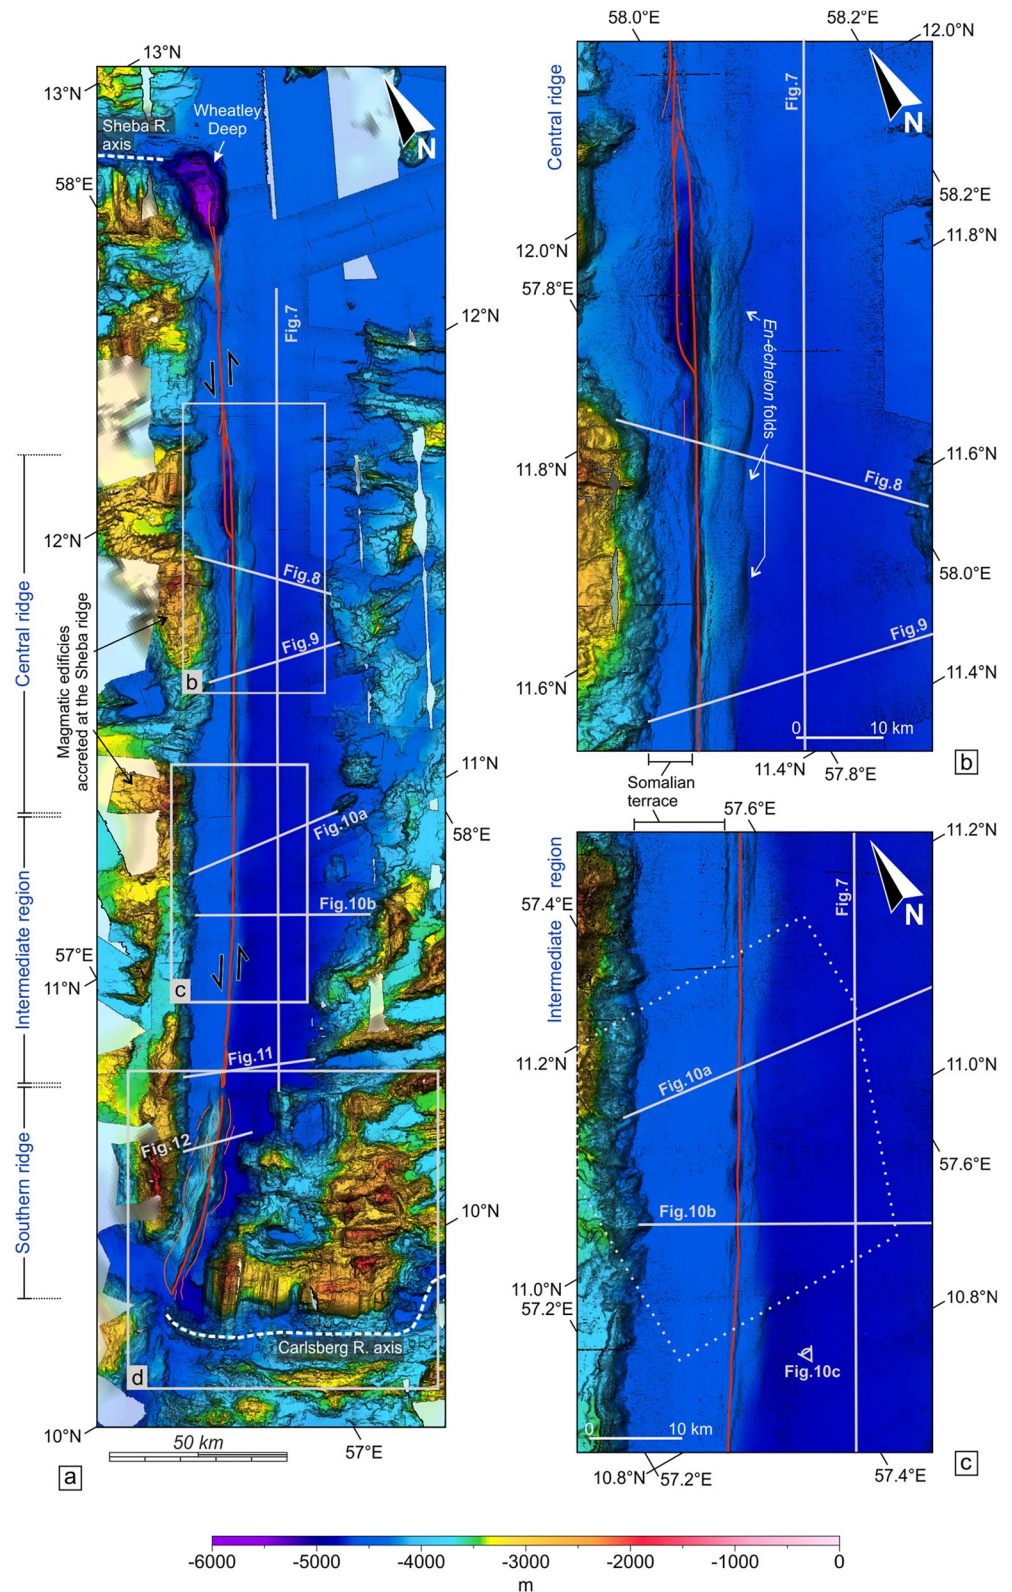 13°N
13°N
Wheatley
Deep
Sheba R.
axis
N
58°E
12°N
Fig.7
12°N
Fig.8
Fig.9
b
Central ridge
Magmatic edificies
accreted at the Sheba ridge
11°N
58°E
Fig.10a
Fig.10b
Intermediate region
57°E
11°N
c
Fig.11
Fig.12
Southern ridge
10°N
Carlsberg R. axis
d
10°N
57°E
50 km
a
58.0°E
58.2°E
12.0°N
Central ridge
Fig.7
N
58.2°E
11.8°N
12.0°N
57.8°E
En-échelon folds
11.8°N
11.6°N
Fig.8
58.0°E
Fig.9
11.6°N
11.4°N
0
10 km
11.4°N
57.8°E
b
Somalian
terrace
57.6°E
11.2°N
Intermediate region
Fig.7
N
57.4°E
11.2°N
11.0°N
Fig.10a
57.6°E
Fig.10b
11.0°N
57.2°E
10.8°N
Fig.10c
0
10 km
10.8°N
57.2°E
57.4°E
c
-6000
-5000
-4000
-3000
-2000
-1000
0
m